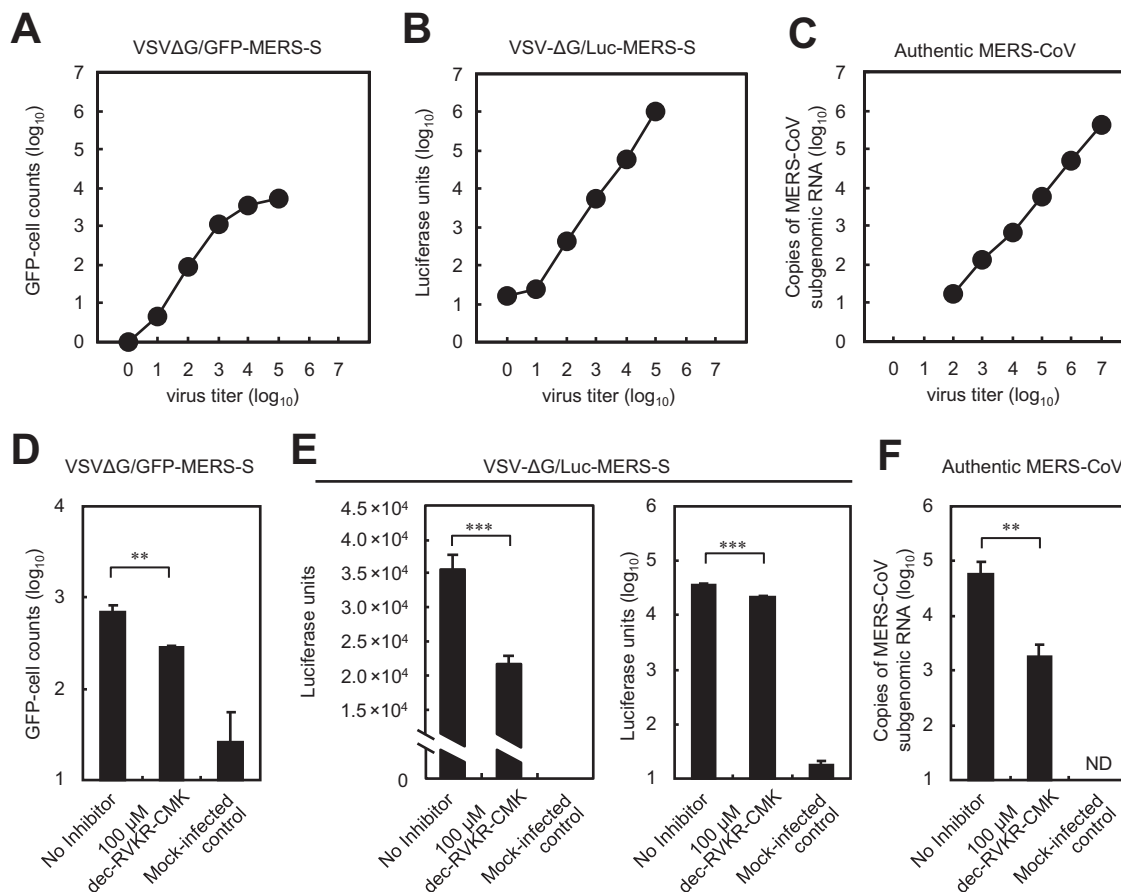 A
VSVΔG/GFP-MERS-S
7
6
5
4
3
2
1
0
GFP-cell counts (log10)
0 1 2 3 4 5 6 7
virus titer (log10)
B
VSV-ΔG/Luc-MERS-S
7
6
5
4
3
2
1
0
Luciferase units (log10)
0 1 2 3 4 5 6 7
virus titer (log10)
C
Authentic MERS-CoV
7
6
5
4
3
2
1
0
Copies of MERS-CoV
subgenomic RNA (log10)
0 1 2 3 4 5 6 7
virus titer (log10)
D
VSVΔG/GFP-MERS-S
4
3
2
1
GFP-cell counts (log10)
**
No Inhibitor
100 µM
dec-RVKR-CMK
Mock-infected
control
E
VSV-ΔG/Luc-MERS-S
4.5×10⁴
4.0×10⁴
3.5×10⁴
3.0×10⁴
2.5×10⁴
2.0×10⁴
1.5×10⁴
0
Luciferase units
***
No Inhibitor
100 µM
dec-RVKR-CMK
Mock-infected
control
6
5
4
3
2
1
Luciferase units (log10)
***
No Inhibitor
100 µM
dec-RVKR-CMK
Mock-infected
control
F
Authentic MERS-CoV
6
5
4
3
2
1
Copies of MERS-CoV
subgenomic RNA (log10)
**
ND
No Inhibitor
100 µM
dec-RVKR-CMK
Mock-infected
control